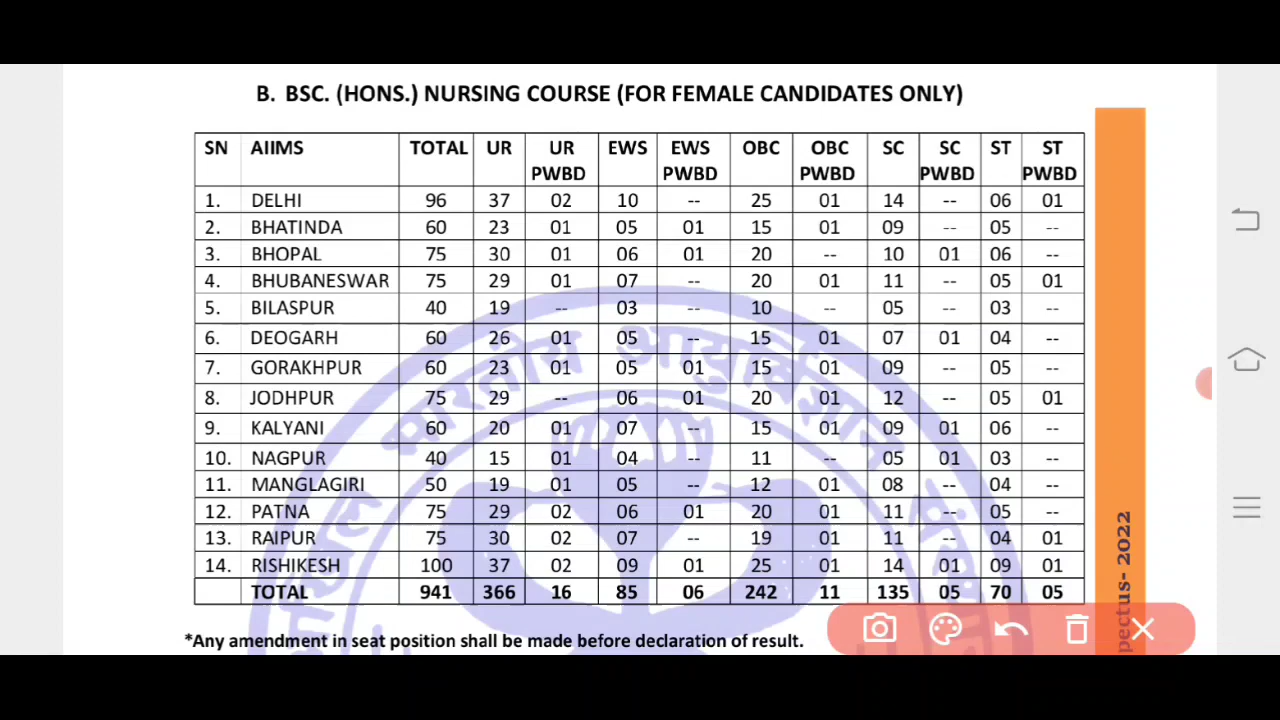 B. BSC. (HONS.) NURSING COURSE (FOR FEMALE CANDIDATES ONLY)
SN AIIMS TOTAL UR UR PWBD EWS EWS PWBD OBC OBC PWBD SC SC PWBD ST ST PWBD
1. DELHI 96 37 02 10 -- 25 01 14 -- 06 01
2. BHATINDA 60 23 01 05 01 15 01 09 -- 05 --
3. BHOPAL 75 30 01 06 01 20 -- 10 01 06 --
4. BHUBANESWAR 75 29 01 07 -- 20 01 11 -- 05 01
5. BILASPUR 40 19 -- 03 -- 10 -- 05 -- 03 --
6. DEOGARH 60 26 01 05 -- 15 01 07 01 04 --
7. GORAKHPUR 60 23 01 05 01 15 01 09 -- 05 --
8. JODHPUR 75 29 -- 06 01 20 01 12 -- 05 01
9. KALYANI 60 20 01 07 -- 15 01 09 01 06 --
10. NAGPUR 40 15 01 04 -- 11 -- 05 01 03 --
11. MANGLAGIRI 50 19 01 05 -- 12 01 08 -- 04 --
12. PATNA 75 29 02 06 01 20 01 11 -- 05 --
13. RAIPUR 75 30 02 07 -- 19 01 11 -- 04 01
14. RISHIKESH 100 37 02 09 01 25 01 14 01 09 01
TOTAL 941 366 16 85 06 242 11 135 05 70 05
*Any amendment in seat position shall be made before declaration of result.
pectus- 2022
भारतीय आयुर्विज्ञान